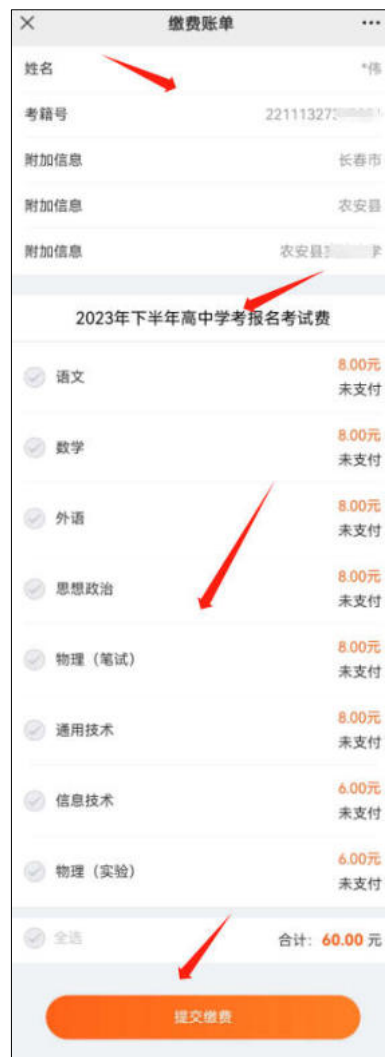 缴费账单
姓名 *伟
考籍号 22111327
附加信息 长春市
附加信息 农安县
附加信息 农安县
2023年下半年高中学考报名考试费
语文 8.00元
未支付
数学 8.00元
未支付
外语 8.00元
未支付
思想政治 8.00元
未支付
物理（笔试） 8.00元
未支付
通用技术 8.00元
未支付
信息技术 6.00元
未支付
物理（实验） 6.00元
未支付
全选 合计：60.00 元
提交缴费